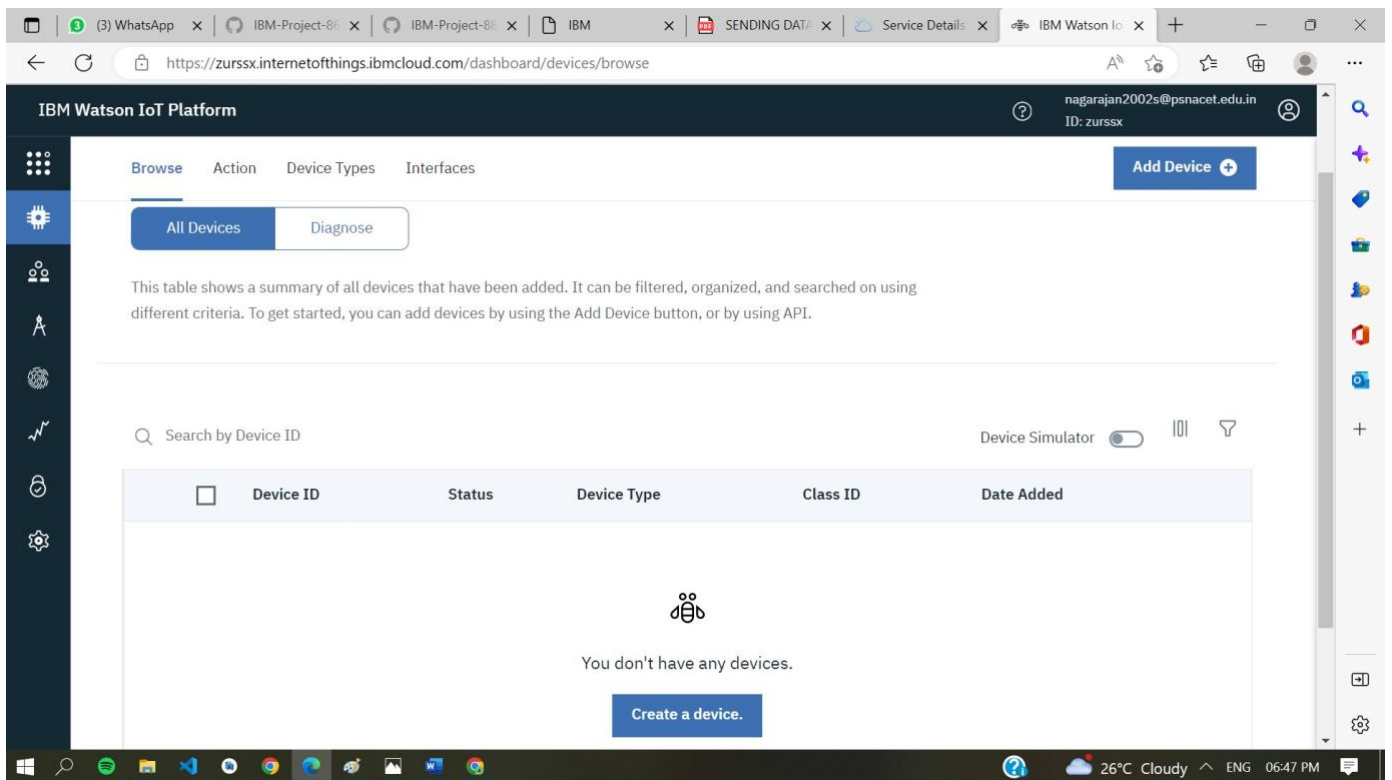 (3) WhatsApp
IBM-Project-86
IBM-Project-88
IBM
SENDING DATA
Service Details
IBM Watson Io
https://zurssx.internetofthings.ibmcloud.com/dashboard/devices/browse
IBM Watson IoT Platform
nagarajan2002s@psnacet.edu.in
ID: zurssx
Browse Action Device Types Interfaces
Add Device
All Devices Diagnose
This table shows a summary of all devices that have been added. It can be filtered, organized, and searched on using
different criteria. To get started, you can add devices by using the Add Device button, or by using API.
Search by Device ID
Device Simulator
Device ID Status Device Type Class ID Date Added
You don't have any devices.
Create a device.
26°C Cloudy ENG 06:47 PM